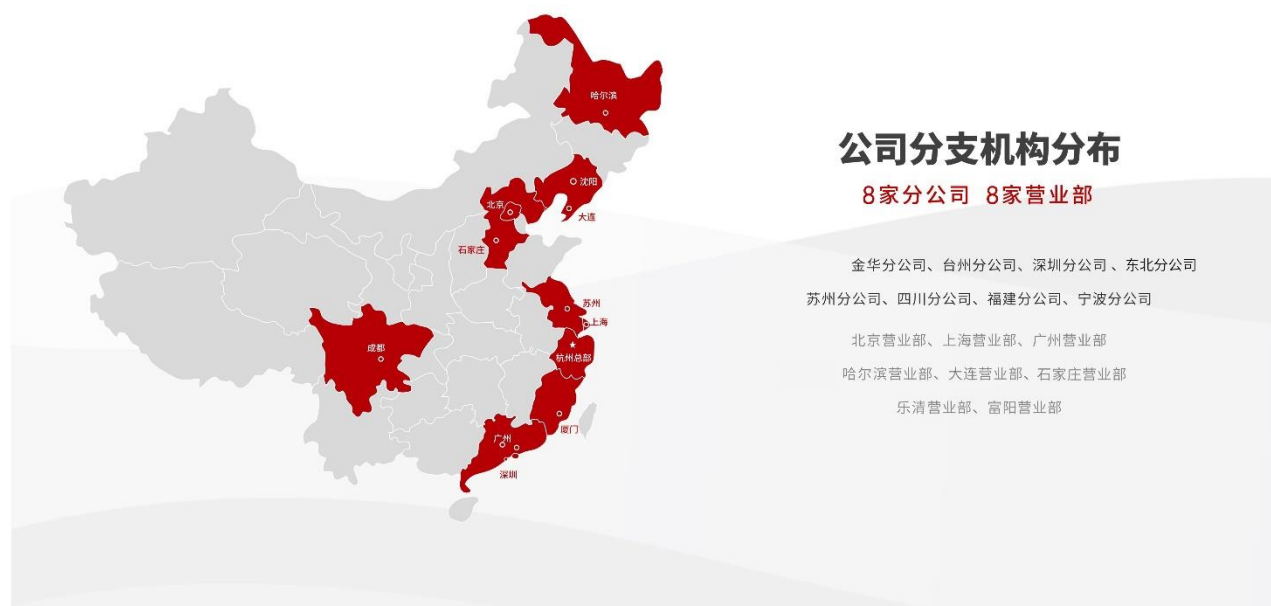 哈尔滨
沈阳
北京
大连
石家庄
苏州
上海
成都
杭州总部
厦门
广州
深圳
公司分支机构分布
8家分公司 8家营业部
金华分公司、台州分公司、深圳分公司、东北分公司
苏州分公司、四川分公司、福建分公司、宁波分公司
北京营业部、上海营业部、广州营业部
哈尔滨营业部、大连营业部、石家庄营业部
乐清营业部、富阳营业部